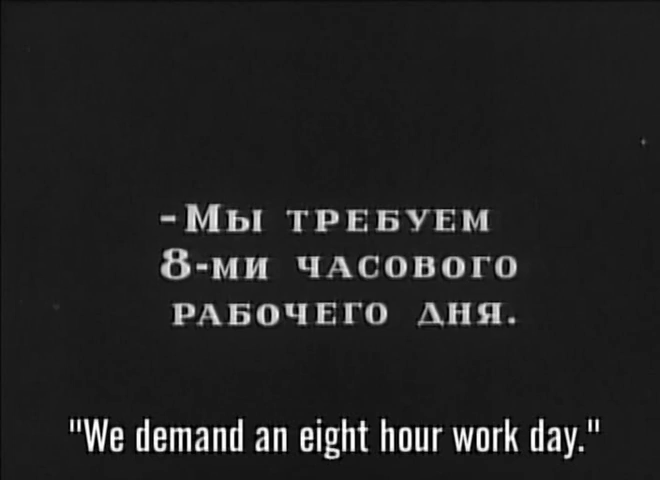 -Мы требуем
8-ми часового
рабочего дня.
"We demand an eight hour work day."